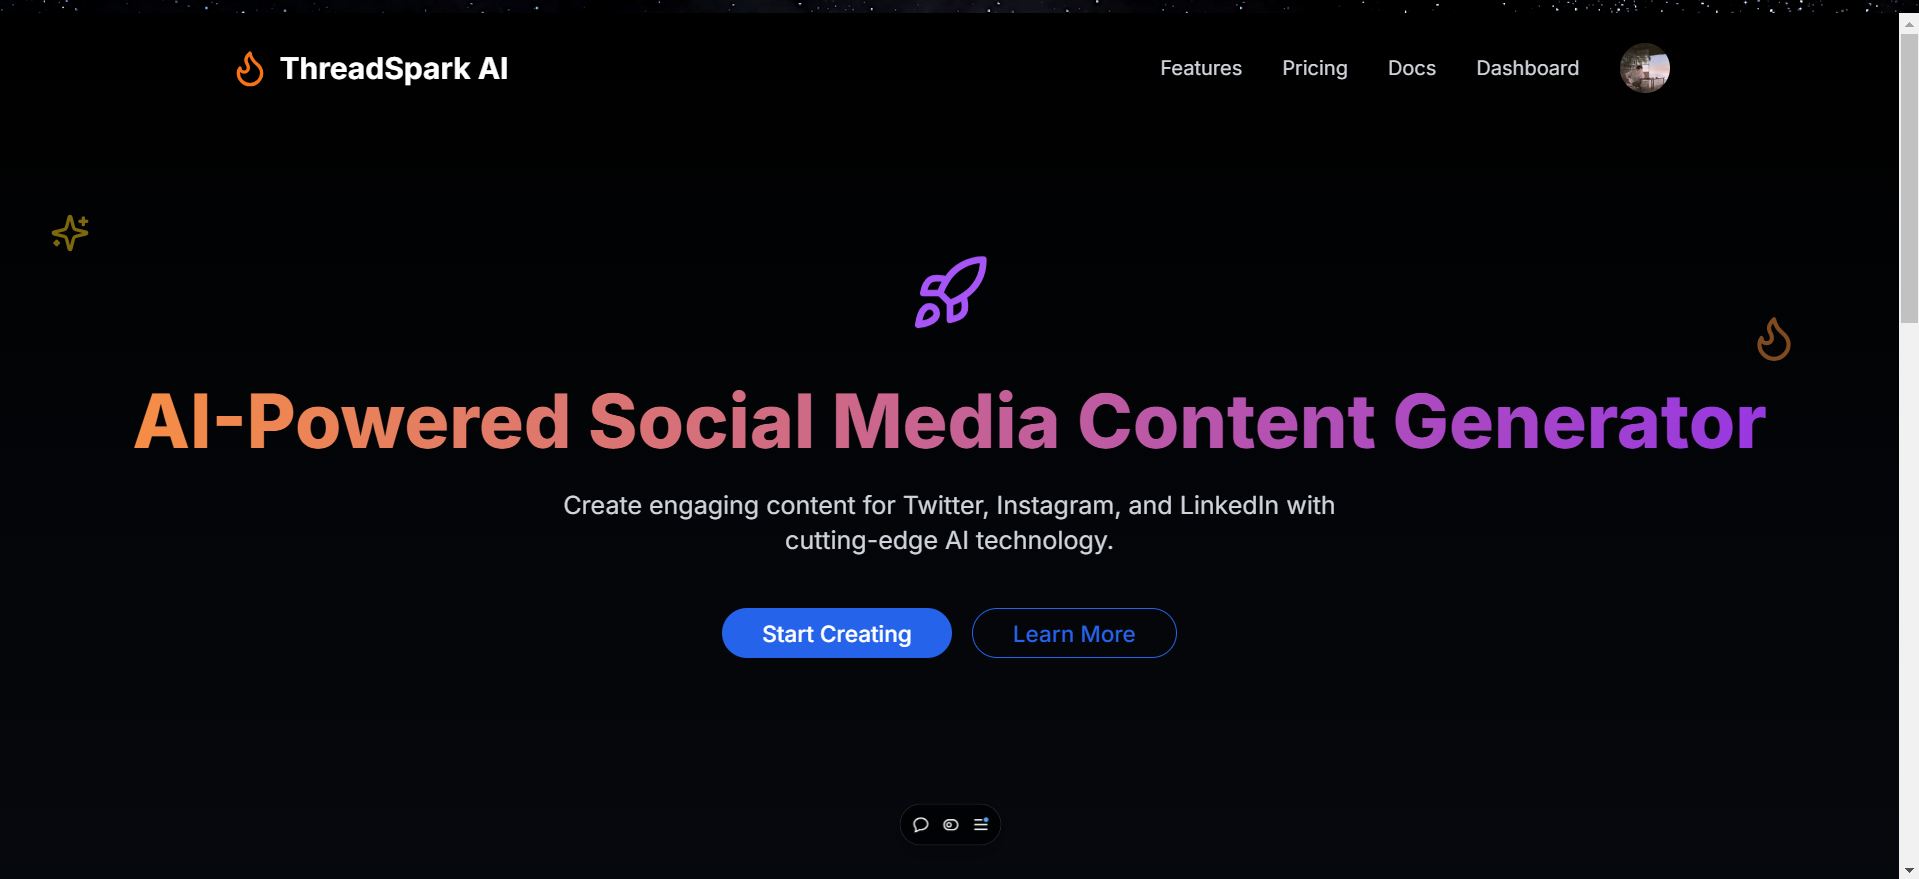 ThreadSpark AI
Features
Pricing
Docs
Dashboard
AI-Powered Social Media Content Generator
Create engaging content for Twitter, Instagram, and LinkedIn with
cutting-edge AI technology.
Start Creating
Learn More